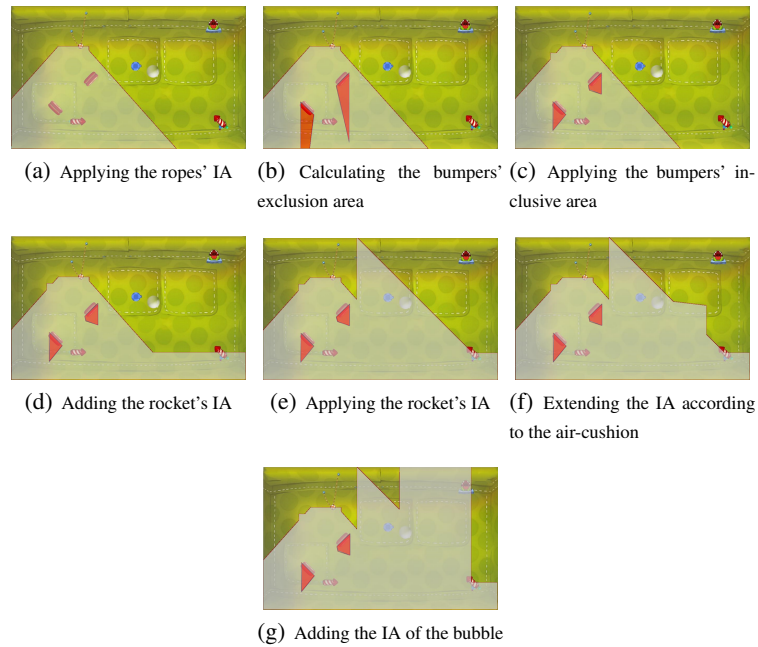 (a) Applying the ropes' IA
(b) Calculating the bumpers'
exclusion area
(c) Applying the bumpers' in-
clusive area
(d) Adding the rocket's IA
(e) Applying the rocket's IA
(f) Extending the IA according
to the air-cushion
(g) Adding the IA of the bubble